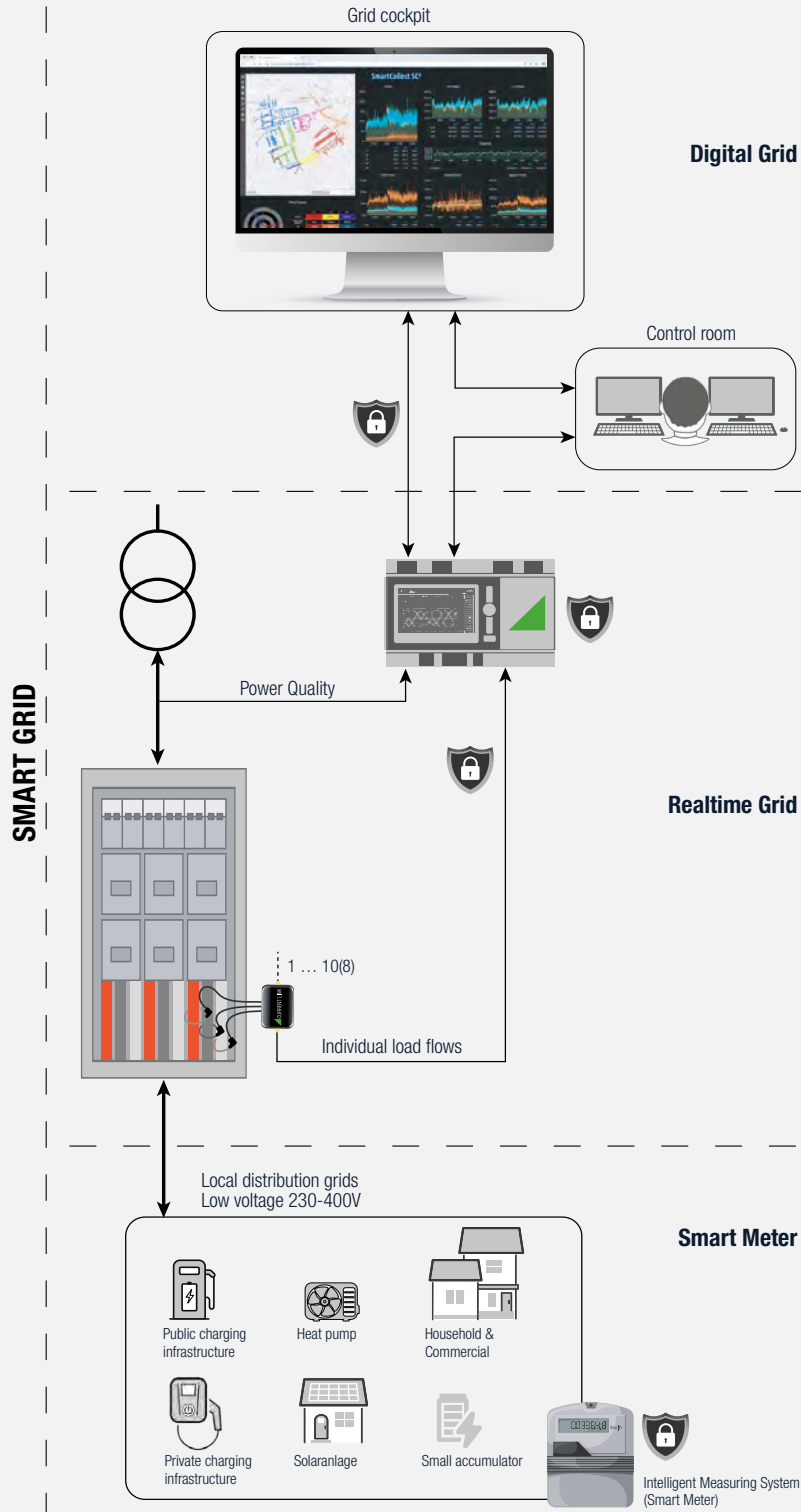 Grid cockpit
SmartCollect SC²
Digital Grid
Control room
SMART GRID
Power Quality
Realtime Grid
1 … 10(8)
CURRENT LINK
Individual load flows
Local distribution grids
Low voltage 230-400V
Smart Meter
Public charging
infrastructure
Heat pump
Household &
Commercial
Private charging
infrastructure
Solaranlage
Small accumulator
Intelligent Measuring System
(Smart Meter)